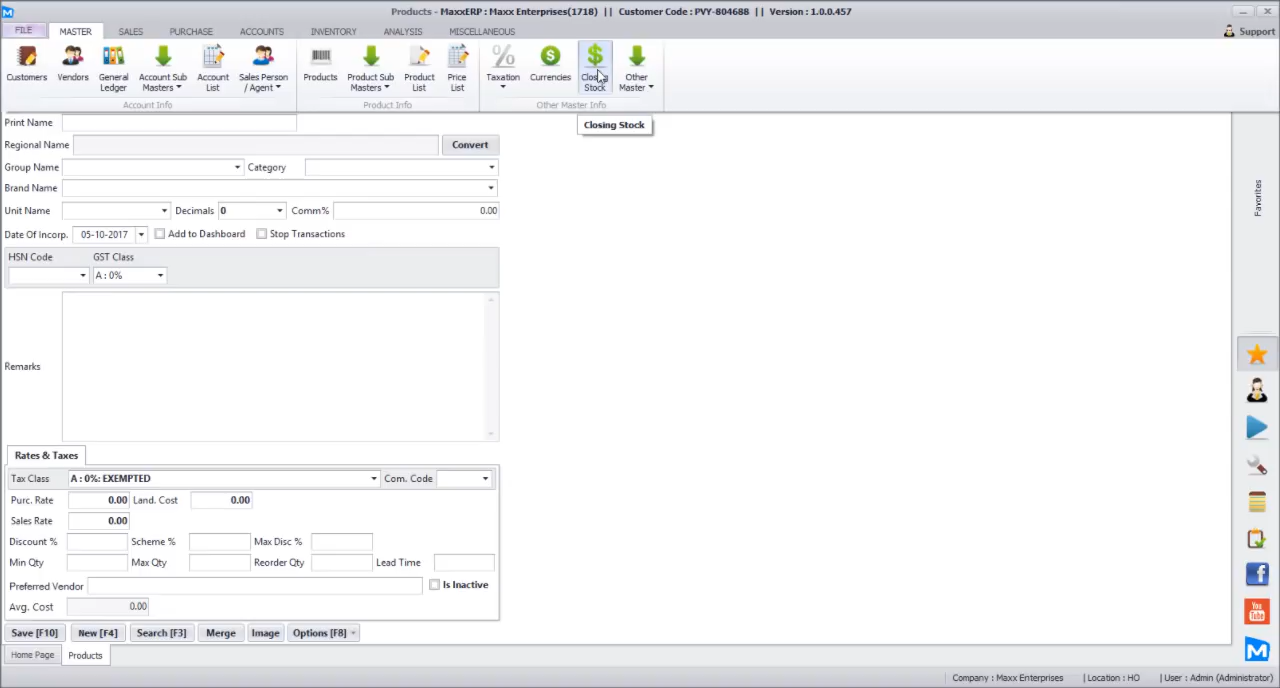 Products - MaxxERP : Maxx Enterprises(1718) || Customer Code : PVY-804688 || Version : 1.0.0.457
FILE MASTER SALES PURCHASE ACCOUNTS INVENTORY ANALYSIS MISCELLANEOUS Support
Customers Vendors General Ledger Account Sub Masters Account List Sales Person / Agent Products Product Sub Masters Product List Price List Taxation Currencies Closing Stock Other Master
Account Info Product Info Other Master Info
Print Name Closing Stock
Regional Name Convert
Group Name Category
Brand Name
Unit Name Decimals 0 Comm% 0.00
Date Of Incorp. 05-10-2017 Add to Dashboard Stop Transactions
HSN Code GST Class
A : 0%
Favorites
Remarks
Rates & Taxes
Tax Class A : 0%: EXEMPTED Com. Code
Purc. Rate 0.00 Land. Cost 0.00
Sales Rate 0.00
Discount % Scheme % Max Disc %
Min Qty Max Qty Reorder Qty Lead Time
Preferred Vendor Is Inactive
Avg. Cost 0.00
You Tube
Save [F10] New [F4] Search [F3] Merge Image Options [F8]
Home Page Products
Company : Maxx Enterprises | Location : HO | User : Admin (Administrator)